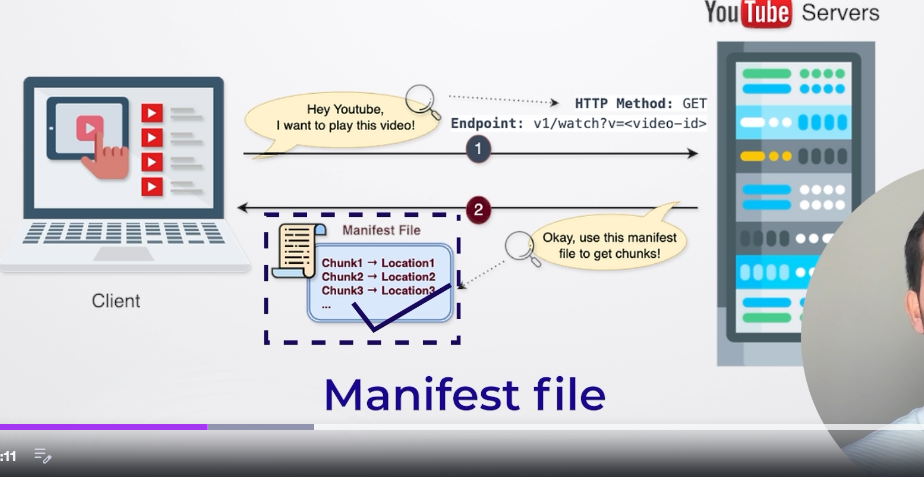 YouTube Servers
Hey Youtube,
I want to play this video!
HTTP Method: GET
Endpoint: v1/watch?v=<video-id>
1
2
Manifest File
Chunk1 → Location1
Chunk2 → Location2
Chunk3 → Location3
...
Okay, use this manifest
file to get chunks!
Client
Manifest file
:11